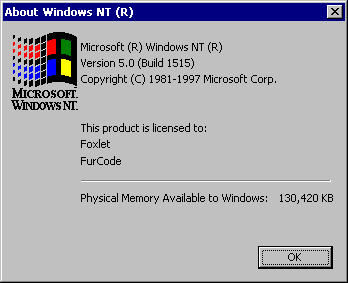 About Windows NT (R)
Microsoft (R) Windows NT (R)
Version 5.0 (Build 1515)
Copyright (C) 1981-1997 Microsoft Corp.
MICROSOFT.
WINDOWS NT.
This product is licensed to:
Foxlet
FurCode
Physical Memory Available to Windows: 130,420 KB
OK